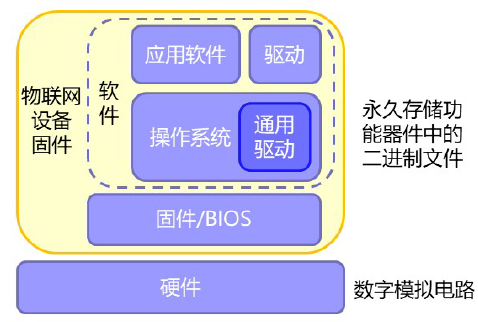 应用软件
驱动
物联网
设备
固件
软
件
操作系统
通用
驱动
永久存储功
能器件中的
二进制文件
固件/BIOS
硬件
数字模拟电路